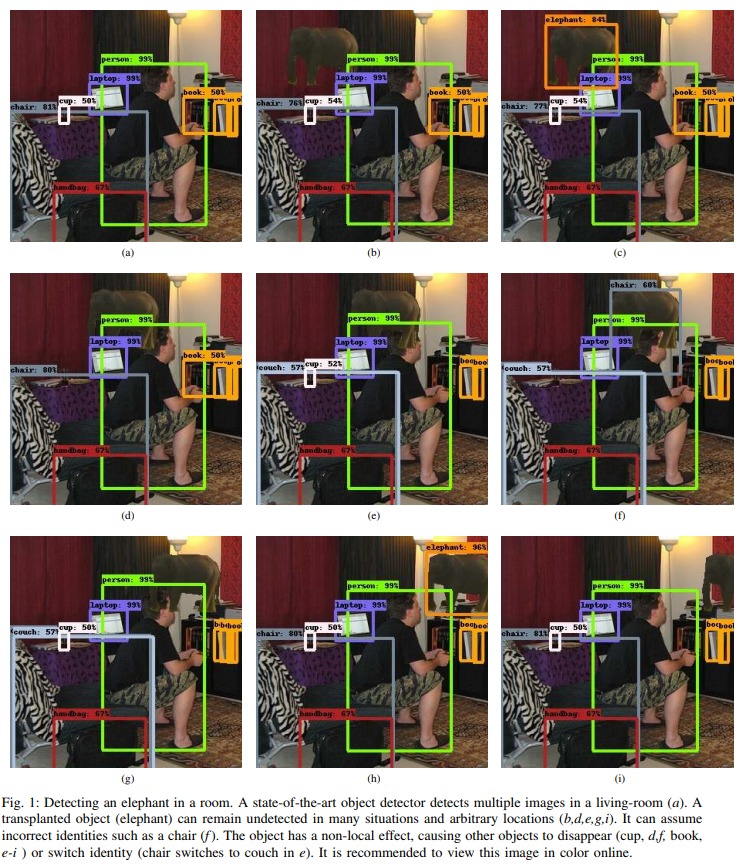 person: 99%
laptop: 99%
book: 50%
cup: 50%
chair: 81%
handbag: 67%
(a)
person: 99%
laptop: 99%
book: 50%
cup: 54%
chair: 76%
handbag: 67%
(b)
elephant: 84%
person: 99%
laptop: 99%
book: 50%
cup: 54%
chair: 77%
handbag: 67%
(c)
person: 99%
laptop: 99%
book: 50%
chair: 80%
handbag: 67%
(d)
person: 99%
laptop: 99%
cup: 52%
couch: 57%
handbag: 67%
(e)
chair: 60%
person: 99%
laptop: 99%
couch: 57%
handbag: 67%
(f)
person: 99%
laptop: 99%
cup: 50%
couch: 57%
handbag: 67%
(g)
elephant: 96%
person: 99%
laptop: 99%
cup: 50%
chair: 80%
handbag: 67%
(h)
person: 99%
laptop: 99%
cup: 50%
chair: 81%
handbag: 67%
(i)
Fig. 1: Detecting an elephant in a room. A state-of-the-art object detector detects multiple images in a living-room (a). A
transplanted object (elephant) can remain undetected in many situations and arbitrary locations (b,d,e,g,i). It can assume
incorrect identities such as a chair (f). The object has a non-local effect, causing other objects to disappear (cup, d,f, book,
e-i ) or switch identity (chair switches to couch in e). It is recommended to view this image in color online.